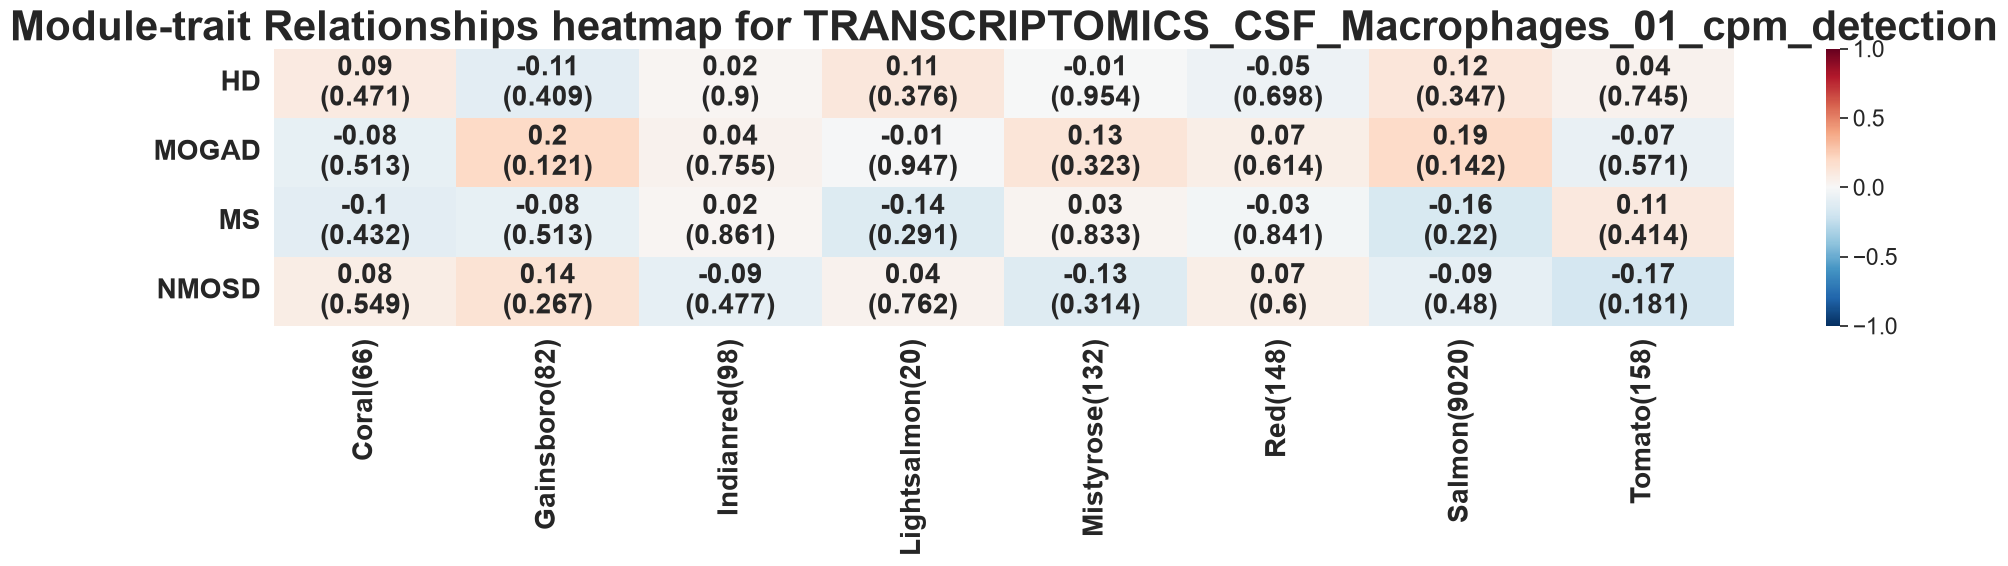 Module-trait Relationships heatmap for TRANSCRIPTOMICS_CSF_Macrophages_01_cpm_detection
HD
0.09 -0.11 0.02 0.11 -0.01 -0.05 0.12 0.04
(0.471) (0.409) (0.9) (0.376) (0.954) (0.698) (0.347) (0.745)
MOGAD
-0.08 0.2 0.04 -0.01 0.13 0.07 0.19 -0.07
(0.513) (0.121) (0.755) (0.947) (0.323) (0.614) (0.142) (0.571)
MS
-0.1 -0.08 0.02 -0.14 0.03 -0.03 -0.16 0.11
(0.432) (0.513) (0.861) (0.291) (0.833) (0.841) (0.22) (0.414)
NMOSD
0.08 0.14 -0.09 0.04 -0.13 0.07 -0.09 -0.17
(0.549) (0.267) (0.477) (0.762) (0.314) (0.6) (0.48) (0.181)
Coral(66)
Gainsboro(82)
Indianred(98)
Lightsalmon(20)
Mistyrose(132)
Red(148)
Salmon(9020)
Tomato(158)
1.0
0.5
0.0
−0.5
−1.0